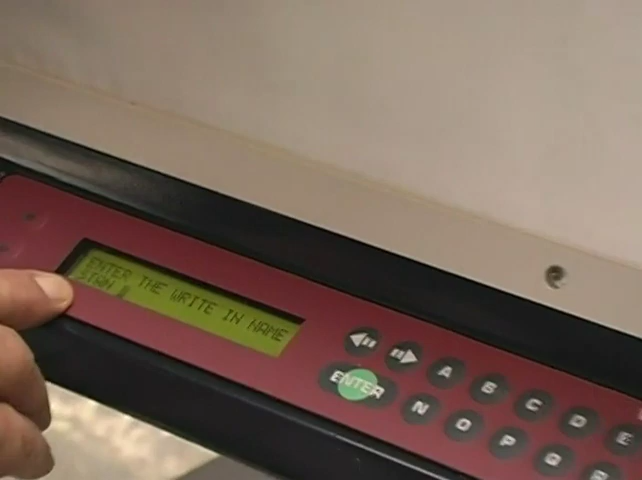 ENTER THE WRITE IN NAME
STAN
ENTER
A B C D E
N O P Q R